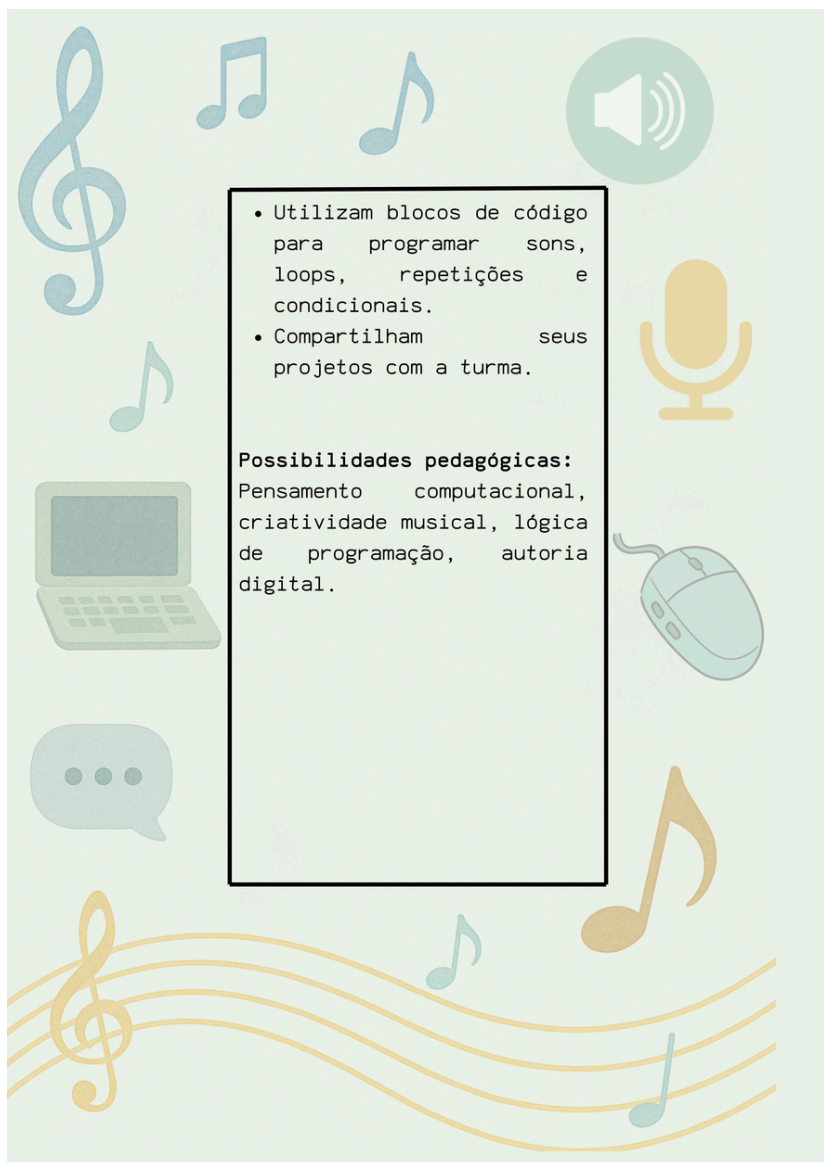 • Utilizam blocos de código
para programar sons,
loops, repetições e
condicionais.
• Compartilham seus
projetos com a turma.
Possibilidades pedagógicas:
Pensamento computacional,
criatividade musical, lógica
de programação, autoria
digital.